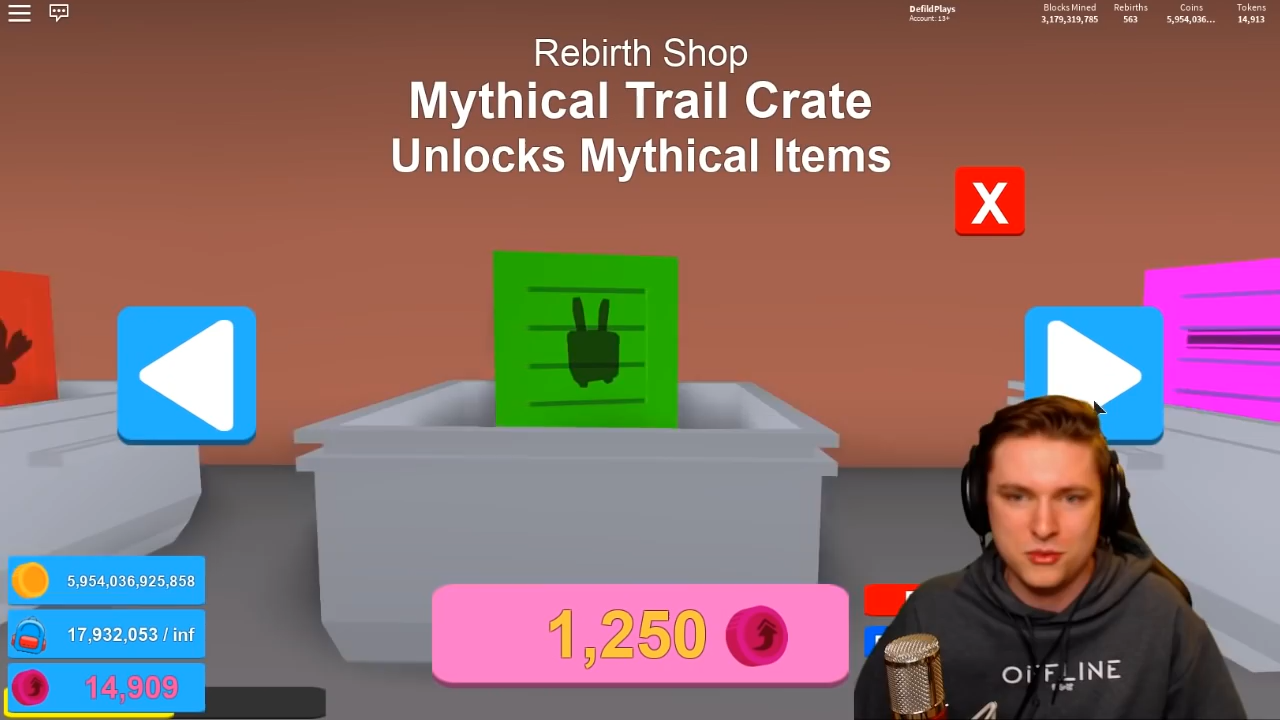 DefildPlays
Account: 13+
Blocks Mined
3,179,319,785
Rebirths
563
Coins
5,954,036...
Tokens
14,913
Rebirth Shop
Mythical Trail Crate
Unlocks Mythical Items
X
5,954,036,925,858
17,932,053 / inf
14,909
1,250
OFFLINE